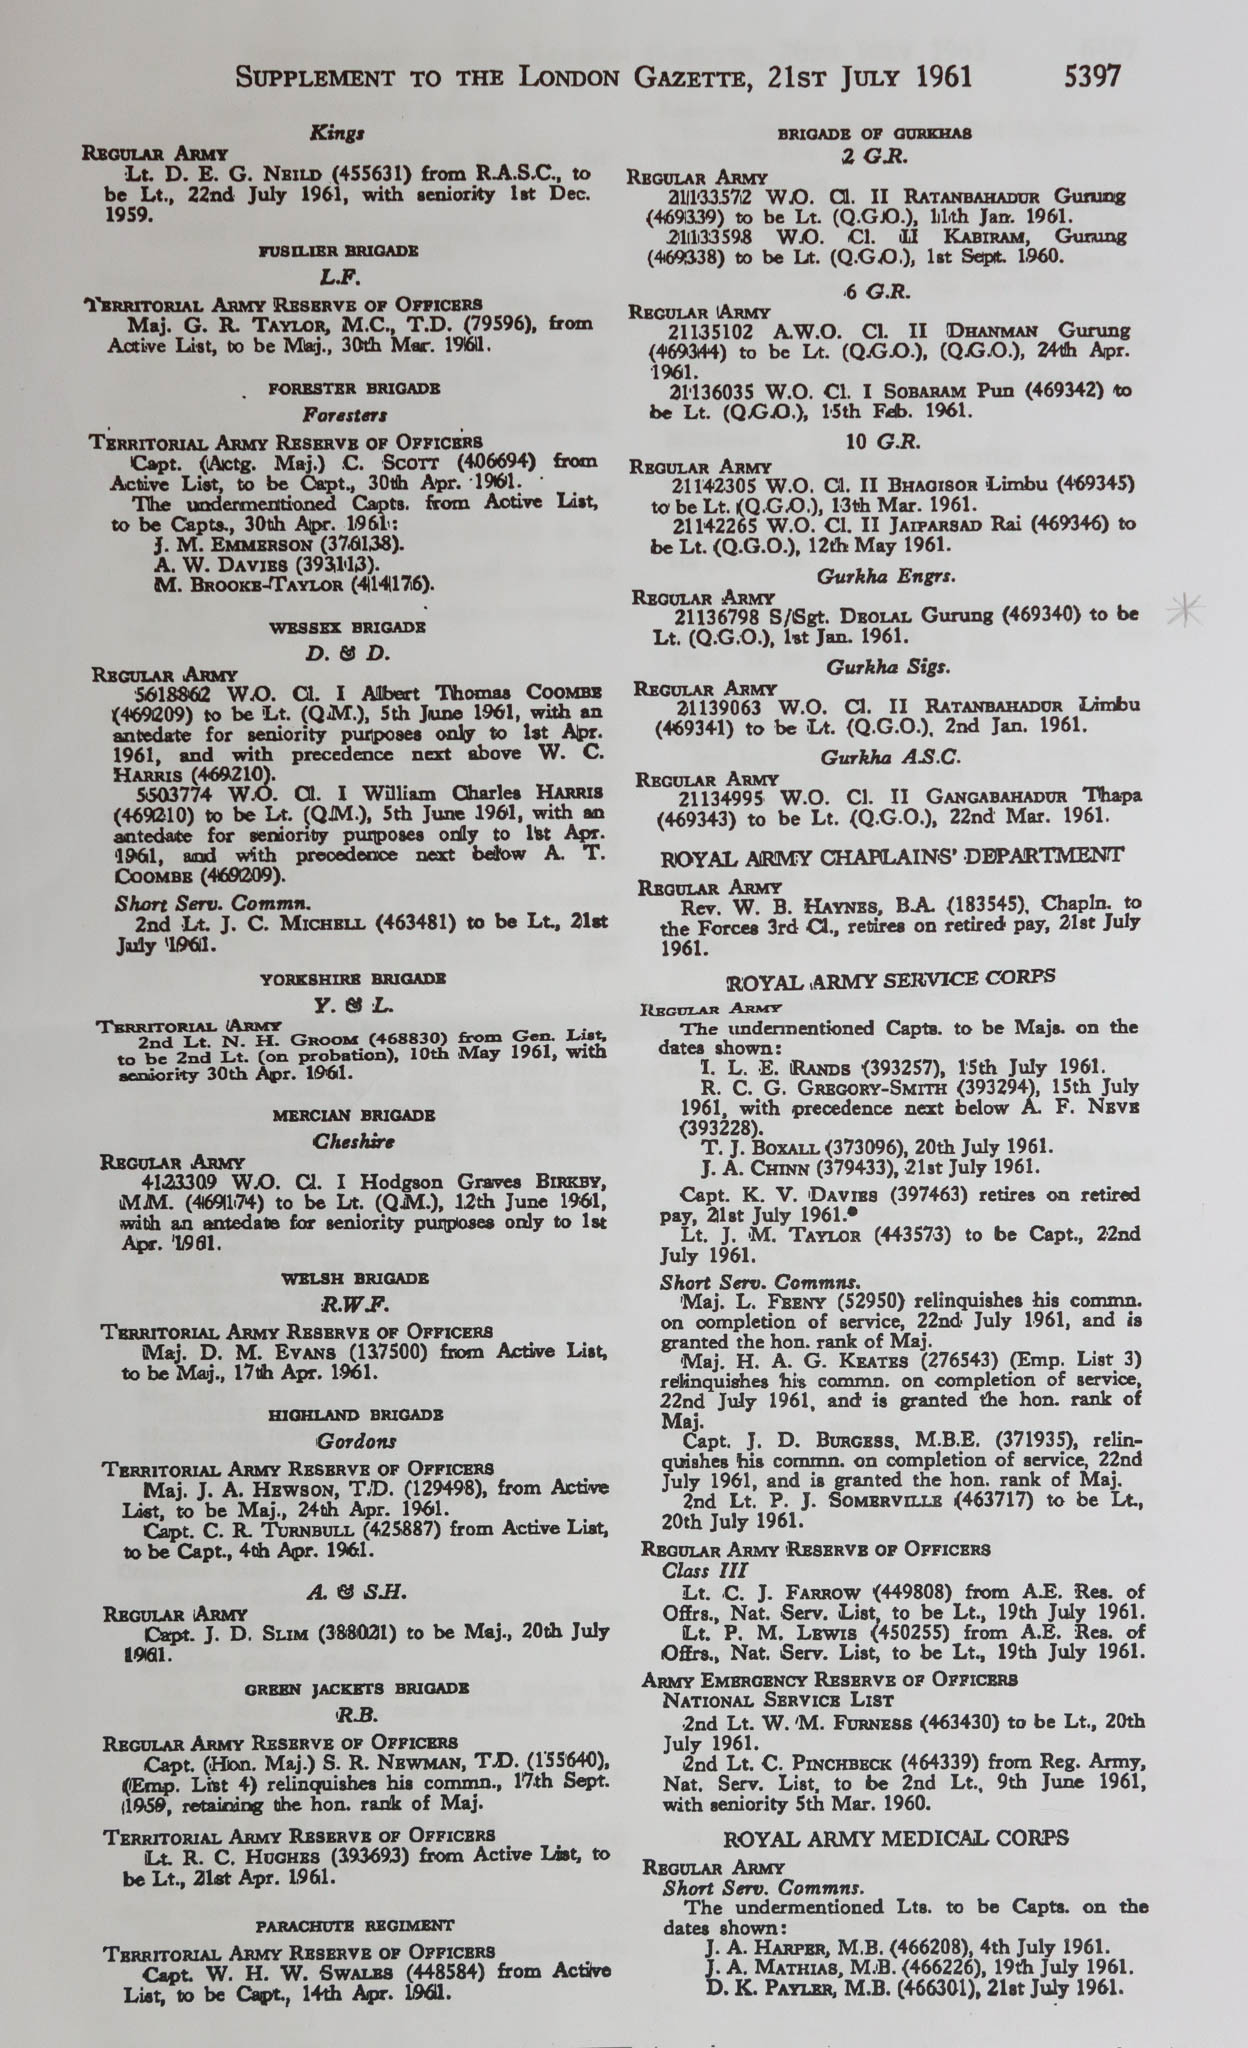 SUPPLEMENT TO THE LONDON GAZETTE, 21ST JULY 1961 5397
Kings
REGULAR ARMY
Lt. D. E. G. NEILD (455631) from R.A.S.C., to
be Lt., 22nd July 1961, with seniority 1st Dec.
1959.
FUSILIER BRIGADE
L.F.
TERRITORIAL ARMY RESERVE OF OFFICERS
Maj. G. R. TAYLOR, M.C., T.D. (79596), from
Active List, to be Maj., 30th Mar. 1961.
FORESTER BRIGADE
Foresters
TERRITORIAL ARMY RESERVE OF OFFICERS
Capt. (Actg. Maj.) C. SCOTT (406694) from
Active List, to be Capt., 30th Apr. 1961.
The undermentioned Capts. from Active List,
to be Capts., 30th Apr. 1961:
J. M. EMMERSON (376138).
A. W. DAVIES (393113).
M. BROOKE-TAYLOR (414176).
WESSEX BRIGADE
D. & D.
REGULAR ARMY
5618862 W.O. Cl. I Albert Thomas COOMBE
(469209) to be Lt. (Q.M.), 5th June 1961, with an
antedate for seniority purposes only to 1st Apr.
1961, and with precedence next above W. C.
HARRIS (469210).
5503774 W.O. Cl. I William Charles HARRIS
(469210) to be Lt. (Q.M.), 5th June 1961, with an
antedate for seniority purposes only to 1st Apr.
1961, and with precedence next below A. T.
COOMBE (469209).
Short Serv. Commn.
2nd Lt. J. C. MICHELL (463481) to be Lt., 21st
July 1961.
YORKSHIRE BRIGADE
Y. & L.
TERRITORIAL ARMY
2nd Lt. N. H. GROOM (468830) from Gen. List,
to be 2nd Lt. (on probation), 10th May 1961, with
seniority 30th Apr. 1961.
MERCIAN BRIGADE
Cheshire
REGULAR ARMY
4123309 W.O. Cl. I Hodgson Graves BIRKBY,
M.M. (469174) to be Lt. (Q.M.), 12th June 1961,
with an antedate for seniority purposes only to 1st
Apr. 1961.
WELSH BRIGADE
R.W.F.
TERRITORIAL ARMY RESERVE OF OFFICERS
Maj. D. M. EVANS (137500) from Active List,
to be Maj., 17th Apr. 1961.
HIGHLAND BRIGADE
Gordons
TERRITORIAL ARMY RESERVE OF OFFICERS
Maj. J. A. HEWSON, T.D. (129498), from Active
List, to be Maj., 24th Apr. 1961.
Capt. C. R. TURNBULL (425887) from Active List,
to be Capt., 4th Apr. 1961.
A. & S.H.
REGULAR ARMY
Capt. J. D. SLIM (388021) to be Maj., 20th July
1961.
GREEN JACKETS BRIGADE
R.B.
REGULAR ARMY RESERVE OF OFFICERS
Capt. (Hon. Maj.) S. R. NEWMAN, T.D. (155640),
(Emp. List 4) relinquishes his commn., 17th Sept.
1959, retaining the hon. rank of Maj.
TERRITORIAL ARMY RESERVE OF OFFICERS
Lt. R. C. HUGHES (393693) from Active List, to
be Lt., 21st Apr. 1961.
PARACHUTE REGIMENT
TERRITORIAL ARMY RESERVE OF OFFICERS
Capt. W. H. W. SWALES (448584) from Active
List, to be Capt., 14th Apr. 1961.
BRIGADE OF GURKHAS
2 G.R.
REGULAR ARMY
21133572 W.O. Cl. II RATANBAHADUR Gurung
(469339) to be Lt. (Q.G.O.), 11th Jan. 1961.
21133598 W.O. Cl. II KABIRAM, Gurung
(469338) to be Lt. (Q.G.O.), 1st Sept. 1960.
6 G.R.
REGULAR ARMY
21135102 A.W.O. Cl. II DHANMAN Gurung
(469344) to be Lt. (Q.G.O.), (Q.G.O.), 24th Apr.
1961.
21136035 W.O. Cl. I SOBARAM Pun (469342) to
be Lt. (Q.G.O.), 15th Feb. 1961.
10 G.R.
REGULAR ARMY
21142305 W.O. Cl. II BHAGISOR Limbu (469345)
to be Lt. (Q.G.O.), 13th Mar. 1961.
21142265 W.O. Cl. II JAIPARSAD Rai (469346) to
be Lt. (Q.G.O.), 12th May 1961.
Gurkha Engrs.
REGULAR ARMY
21136798 S/Sgt. DEOLAL Gurung (469340) to be
Lt. (Q.G.O.), 1st Jan. 1961.
Gurkha Sigs.
REGULAR ARMY
21139063 W.O. Cl. II RATANBAHADUR Limbu
(469341) to be Lt. (Q.G.O.), 2nd Jan. 1961.
Gurkha A.S.C.
REGULAR ARMY
21134995 W.O. Cl. II GANGABAHADUR Thapa
(469343) to be Lt. (Q.G.O.), 22nd Mar. 1961.
ROYAL ARMY CHAPLAINS' DEPARTMENT
REGULAR ARMY
Rev. W. B. HAYNES, B.A. (183545), Chapln. to
the Forces 3rd Cl., retires on retired pay, 21st July
1961.
ROYAL ARMY SERVICE CORPS
REGULAR ARMY
The undermentioned Capts. to be Majs. on the
dates shown:
I. L. E. RANDS (393257), 15th July 1961.
R. C. G. GREGORY-SMITH (393294), 15th July
1961, with precedence next below A. F. NEVE
(393228).
T. J. BOXALL (373096), 20th July 1961.
J. A. CHINN (379433), 21st July 1961.
Capt. K. V. DAVIES (397463) retires on retired
pay, 21st July 1961.
Lt. J. M. TAYLOR (443573) to be Capt., 22nd
July 1961.
Short Serv. Commns.
Maj. L. FEENY (52950) relinquishes his commn.
on completion of service, 22nd July 1961, and is
granted the hon. rank of Maj.
Maj. H. A. G. KEATES (276543) (Emp. List 3)
relinquishes his commn. on completion of service,
22nd July 1961, and is granted the hon. rank of
Maj.
Capt. J. D. BURGESS, M.B.E. (371935), relin-
quishes his commn. on completion of service, 22nd
July 1961, and is granted the hon. rank of Maj.
2nd Lt. P. J. SOMERVILLE (463717) to be Lt.,
20th July 1961.
REGULAR ARMY RESERVE OF OFFICERS
Class III
Lt. C. J. FARROW (449808) from A.E. Res. of
Offrs., Nat. Serv. List, to be Lt., 19th July 1961.
Lt. P. M. LEWIS (450255) from A.E. Res. of
Offrs., Nat. Serv. List, to be Lt., 19th July 1961.
ARMY EMERGENCY RESERVE OF OFFICERS
NATIONAL SERVICE LIST
2nd Lt. W. M. FURNESS (463430) to be Lt., 20th
July 1961.
2nd Lt. C. PINCHBECK (464339) from Reg. Army,
Nat. Serv. List, to be 2nd Lt., 9th June 1961,
with seniority 5th Mar. 1960.
ROYAL ARMY MEDICAL CORPS
REGULAR ARMY
Short Serv. Commns.
The undermentioned Lts. to be Capts. on the
dates shown:
J. A. HARPER, M.B. (466208), 4th July 1961.
J. A. MATHIAS, M.B. (466226), 19th July 1961.
D. K. PAYLER, M.B. (466301), 21st July 1961.